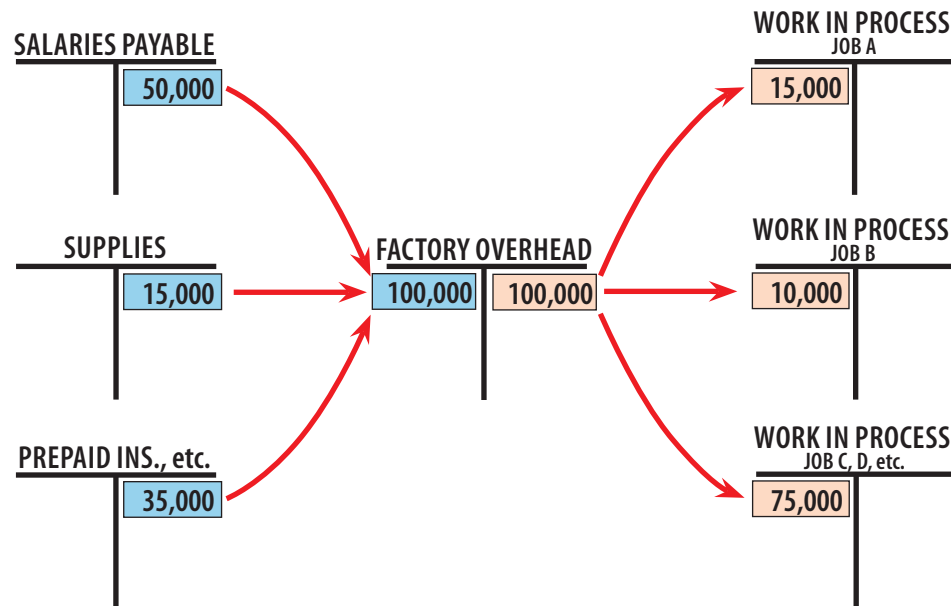 SALARIES PAYABLE
50,000
SUPPLIES
15,000
PREPAID INS., etc.
35,000
FACTORY OVERHEAD
100,000 100,000
WORK IN PROCESS
JOB A
15,000
WORK IN PROCESS
JOB B
10,000
WORK IN PROCESS
JOB C, D, etc.
75,000